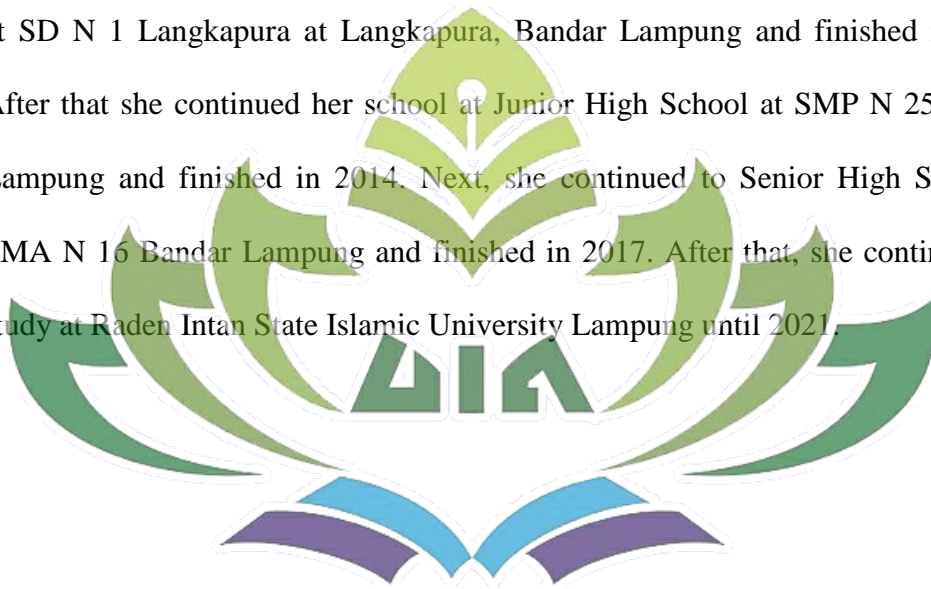 t SD N 1 Langkapura at Langkapura, Bandar Lampung and finished
After that she continued her school at Junior High School at SMP N 25
Lampung and finished in 2014. Next, she continued to Senior High S
MA N 16 Bandar Lampung and finished in 2017. After that, she contin
tudy at Raden Intan State Islamic University Lampung until 2021.
UIN